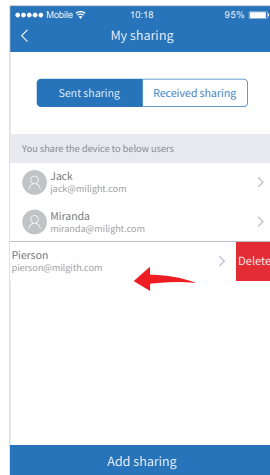 Mobile 10:18 95%
My sharing
Sent sharing Received sharing
You share the device to below users
Jack
jack@milight.com
Miranda
miranda@milight.com
Pierson
pierson@milgith.com
Delete
Add sharing